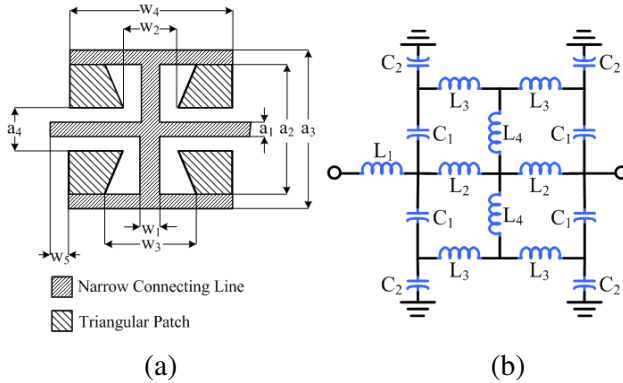 w4
w2
a4
a1 a2 a3
w1
w5
w3
Narrow Connecting Line
Triangular Patch
(a)
C2 C2
L3 L3
C1 L4 C1
L1
L2 L2
C1 L4 C1
L3 L3
C2 C2
(b)